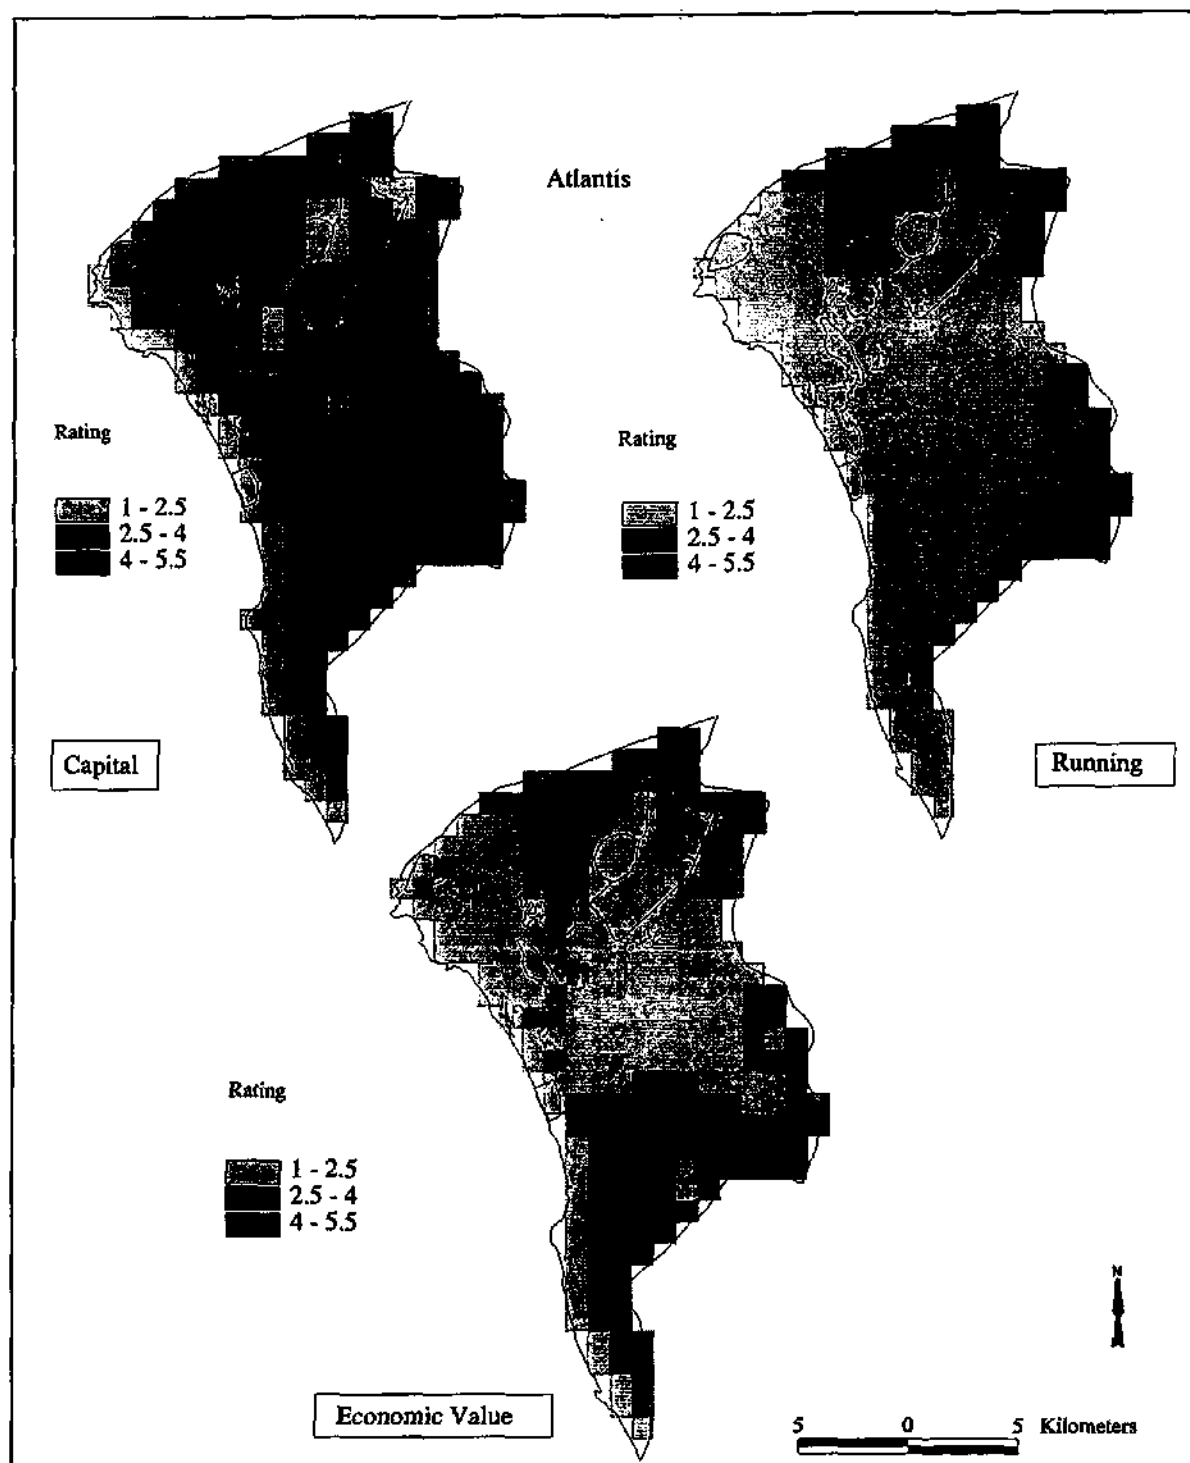 Atlantis
Rating
1 - 2.5
2.5 - 4
4 - 5.5
Capital
Rating
1 - 2.5
2.5 - 4
4 - 5.5
Running
Rating
1 - 2.5
2.5 - 4
4 - 5.5
Economic Value
N
5 0 5 Kilometers